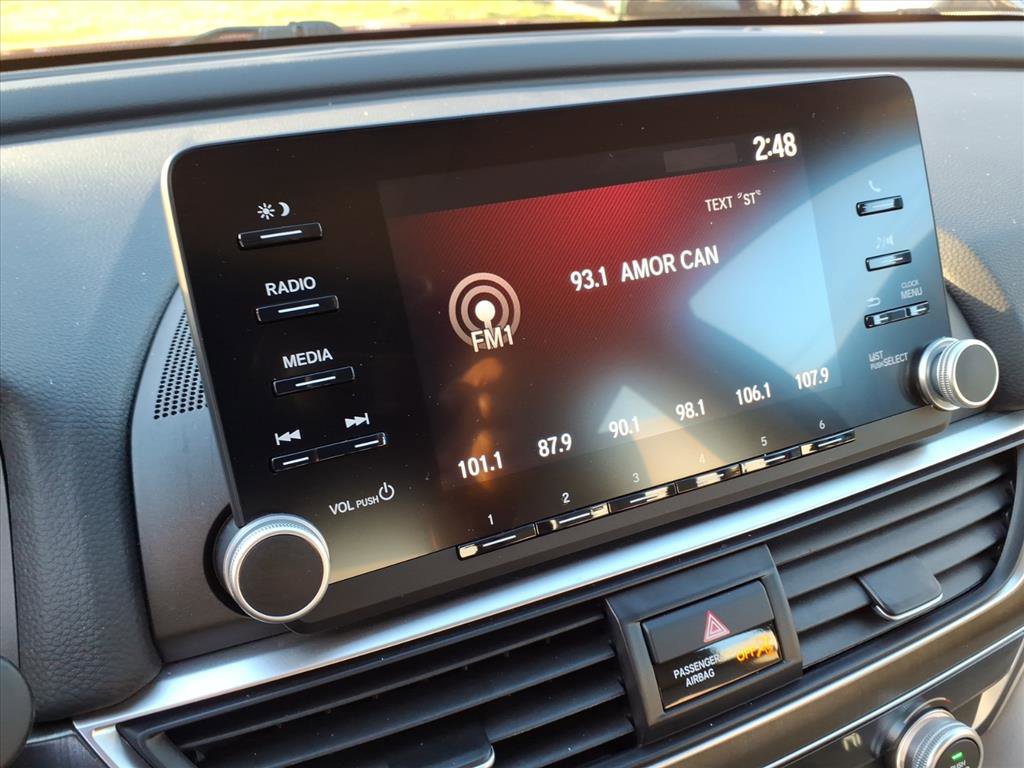 2:48
TEXT "ST"
RADIO
93.1 AMOR CAN
FM1
CLOCK
MENU
MEDIA
LIST
PUSH SELECT
101.1 87.9 90.1 98.1 106.1 107.9
VOL PUSH
1 2 3 4 5 6
PASSENGER
AIRBAG
OFF
PUSH